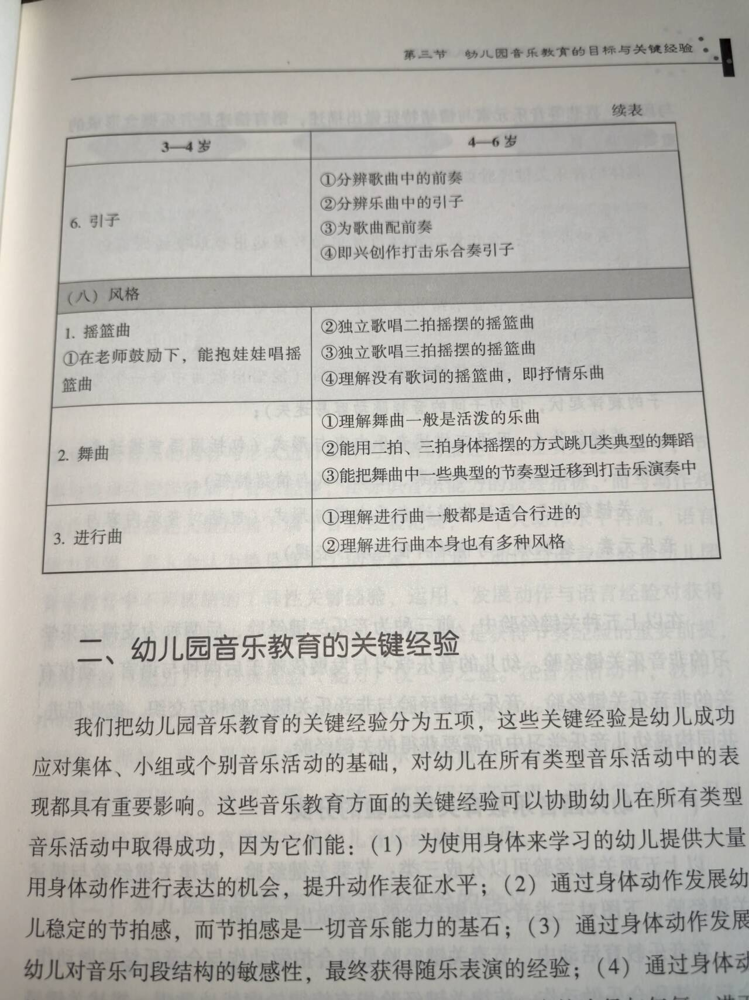 第三节 幼儿园音乐教育的目标与关键经验
续表
3—4 岁
4—6 岁
6. 引子
①分辨歌曲中的前奏
②分辨乐曲中的引子
③为歌曲配前奏
④即兴创作打击乐合奏引子
（八）风格
1. 摇篮曲
①在老师鼓励下，能抱娃娃唱摇
篮曲
②独立歌唱二拍摇摆的摇篮曲
③独立歌唱三拍摇摆的摇篮曲
④理解没有歌词的摇篮曲，即抒情乐曲
2. 舞曲
①理解舞曲一般是活泼的乐曲
②能用二拍、三拍身体摇摆的方式跳几类典型的舞蹈
③能把舞曲中一些典型的节奏型迁移到打击乐演奏中
3. 进行曲
①理解进行曲一般都是适合行进的
②理解进行曲本身也有多种风格
二、幼儿园音乐教育的关键经验
我们把幼儿园音乐教育的关键经验分为五项，这些关键经验是幼儿成功
应对集体、小组或个别音乐活动的基础，对幼儿在所有类型音乐活动中的表
现都具有重要影响。这些音乐教育方面的关键经验可以协助幼儿在所有类型
音乐活动中取得成功，因为它们能：（1）为使用身体来学习的幼儿提供大量
用身体动作进行表达的机会，提升动作表征水平；（2）通过身体动作发展幼
儿稳定的节拍感，而节拍感是一切音乐能力的基石；（3）通过身体动作发展
幼儿对音乐句段结构的敏感性，最终获得随乐表演的经验；（4）通过身体动